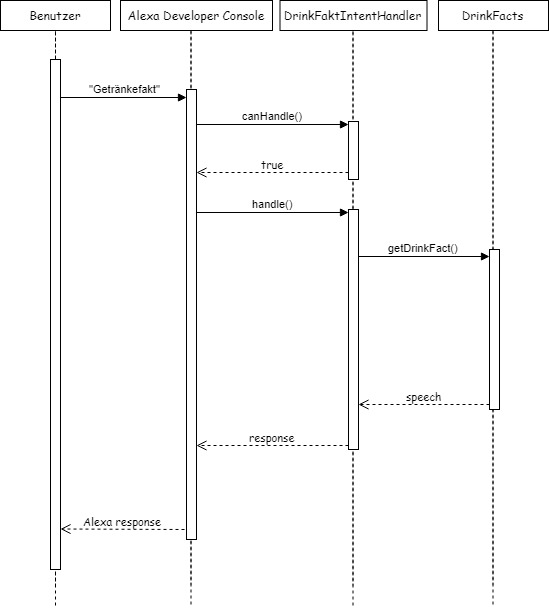 Benutzer
Alexa Developer Console
DrinkFaktIntentHandler
DrinkFacts
"Getränkefakt"
canHandle()
true
handle()
getDrinkFact()
speech
response
Alexa response